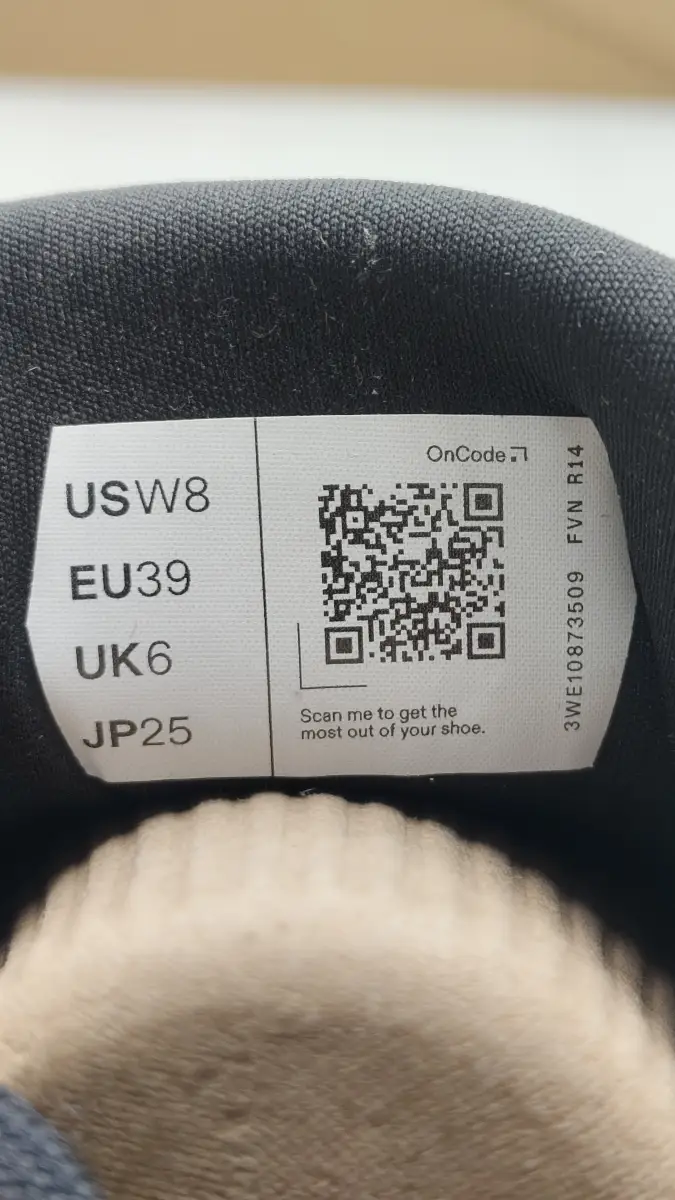 USW8
EU39
UK6
JP25
OnCode
Scan me to get the
most out of your shoe.
3WE10873509 FVN R14